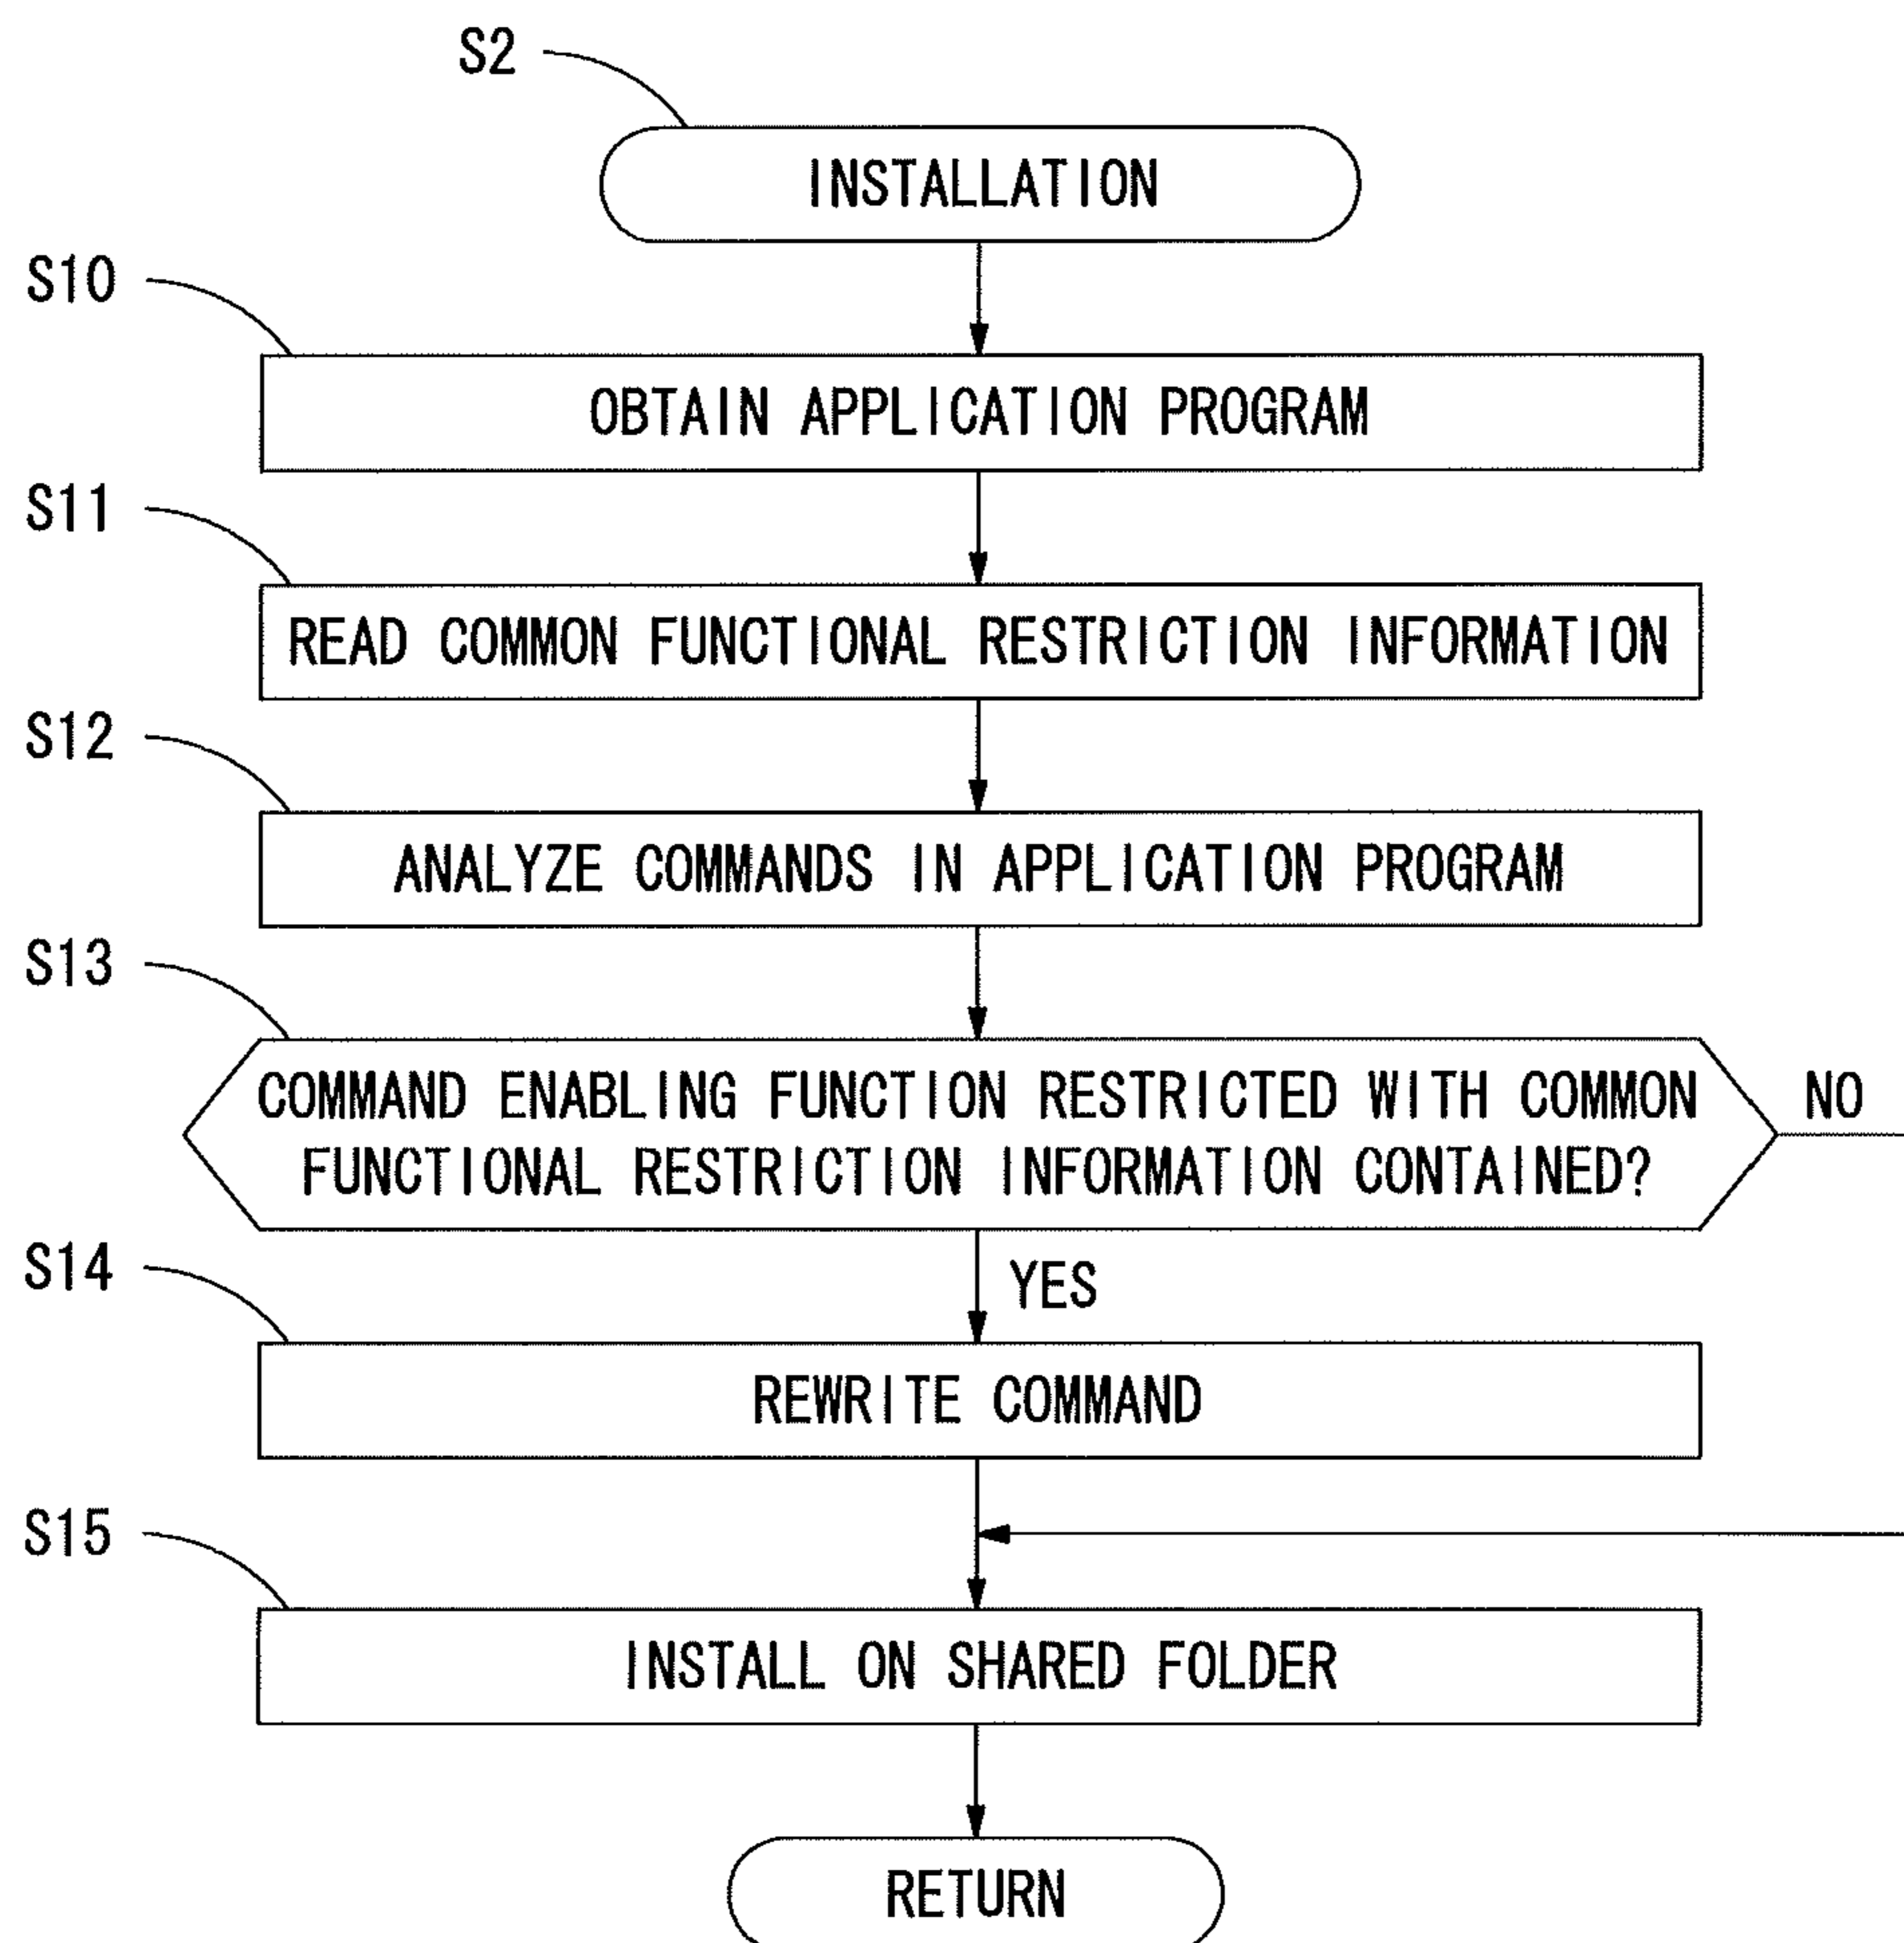 S2
INSTALLATION
S10
OBTAIN APPLICATION PROGRAM
S11
READ COMMON FUNCTIONAL RESTRICTION INFORMATION
S12
ANALYZE COMMANDS IN APPLICATION PROGRAM
S13
COMMAND ENABLING FUNCTION RESTRICTED WITH COMMON
FUNCTIONAL RESTRICTION INFORMATION CONTAINED?
NO
YES
S14
REWRITE COMMAND
S15
INSTALL ON SHARED FOLDER
RETURN